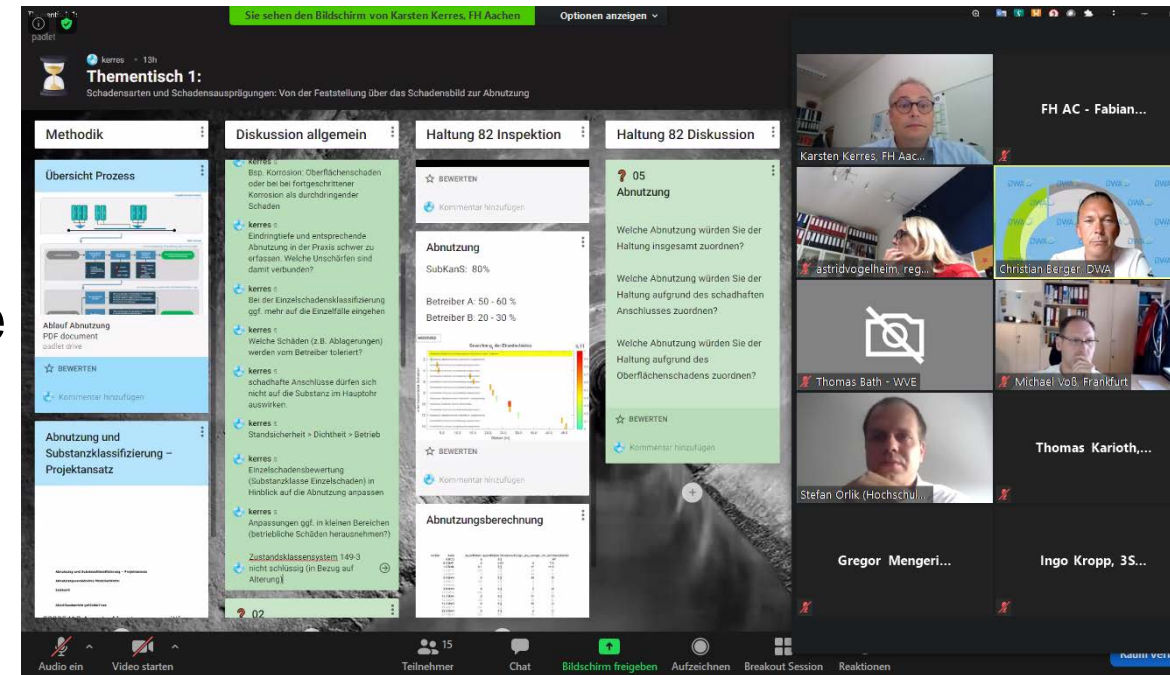 Sie sehen den Bildschirm von Karsten Kerres, FH Aachen
Optionen anzeigen
padlet
kerres · 13h
Thementisch 1:
Schadensarten und Schadensausprägungen: Von der Feststellung über das Schadensbild zur Abnutzung
Methodik
Übersicht Prozess
Ablauf Abnutzung
PDF document
padlet drive
BEWERTEN
Kommentar hinzufügen
Abnutzung und
Substanzklassifizierung –
Projektansatz
Diskussion allgemein
kerres
Bsp. Korrosion: Oberflächenschaden
oder bei bei fortgeschrittener
Korrosion als durchdringender
Schaden
kerres
Eindringtiefe und entsprechende
Abnutzung in der Praxis schwer zu
erfassen. Welche Unschärfen sind
damit verbunden?
kerres
Bei der Einzelschadensklassifizierung
ggf. mehr auf die Einzelfälle eingehen
kerres
Welche Schäden (z.B. Ablagerungen)
werden vom Betreiber toleriert?
kerres
schadhafte Anschlüsse dürfen sich
nicht auf die Substanz im Hauptohr
auswirken.
kerres
Standsicherheit > Dichtheit > Betrieb
kerres
Einzelschadensbewertung
(Substanzklasse Einzelschaden) in
Hinblick auf die Abnutzung anpassen
kerres
Anpassungen ggf. in kleinen Bereichen
(betriebliche Schäden herausnehmen?)
Zustandsklassensystem 149-3
nicht schlüssig (in Bezug auf
Alterung)
? 02
Haltung 82 Inspektion
BEWERTEN
Kommentar hinzufügen
Abnutzung
SubKanS: 80%
Betreiber A: 50 - 60 %
Betreiber B: 20 - 30 %
BEWERTEN
Kommentar hinzufügen
Abnutzungsberechnung
Haltung 82 Diskussion
? 05
Abnutzung
Welche Abnutzung würden Sie der
Haltung insgesamt zuordnen?
Welche Abnutzung würden Sie der
Haltung aufgrund des schadhaften
Anschlusses zuordnen?
Welche Abnutzung würden Sie der
Haltung aufgrund des
Oberflächenschadens zuordnen?
BEWERTEN
Kommentar hinzufügen
Karsten Kerres, FH Aac...
FH AC - Fabian...
astridvogelheim, reg...
Christian Berger, DWA
Thomas Bath - WVE
Michael Voß, Frankfurt
Stefan Orlik (Hochschul...
Thomas Karioth,...
Gregor Mengeri...
Ingo Kropp, 3S...
Audio ein
Video starten
15
Teilnehmer
Chat
Bildschirm freigeben
Aufzeichnen
Breakout Session
Reaktionen